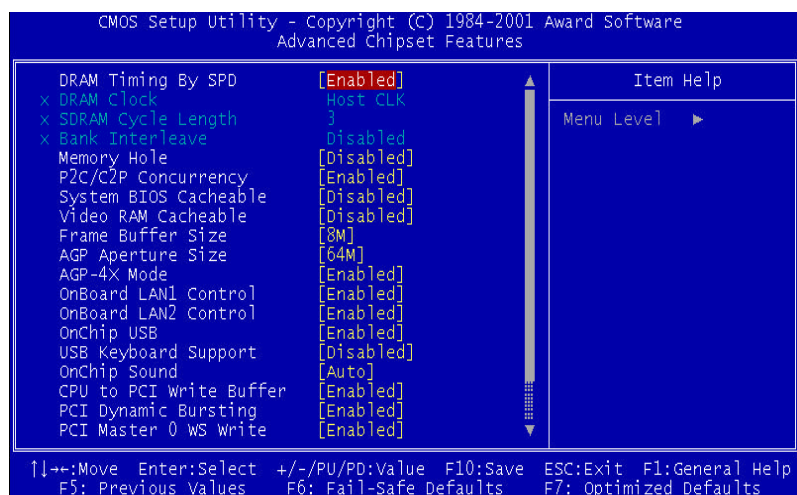 CMOS Setup Utility - Copyright (C) 1984-2001 Award Software
Advanced Chipset Features
DRAM Timing By SPD [Enabled]
x DRAM Clock Host CLK
x SDRAM Cycle Length 3
x Bank Interleave Disabled
Memory Hole [Disabled]
P2C/C2P Concurrency [Enabled]
System BIOS Cacheable [Disabled]
Video RAM Cacheable [Disabled]
Frame Buffer Size [8M]
AGP Aperture Size [64M]
AGP-4X Mode [Enabled]
OnBoard LAN1 Control [Enabled]
OnBoard LAN2 Control [Enabled]
OnChip USB [Enabled]
USB Keyboard Support [Disabled]
OnChip Sound [Auto]
CPU to PCI Write Buffer [Enabled]
PCI Dynamic Bursting [Enabled]
PCI Master 0 WS Write [Enabled]
Item Help
Menu Level ►
↑↓→←:Move Enter:Select +/-/PU/PD:Value F10:Save ESC:Exit F1:General Help
F5: Previous Values F6: Fail-Safe Defaults F7: Optimized Defaults